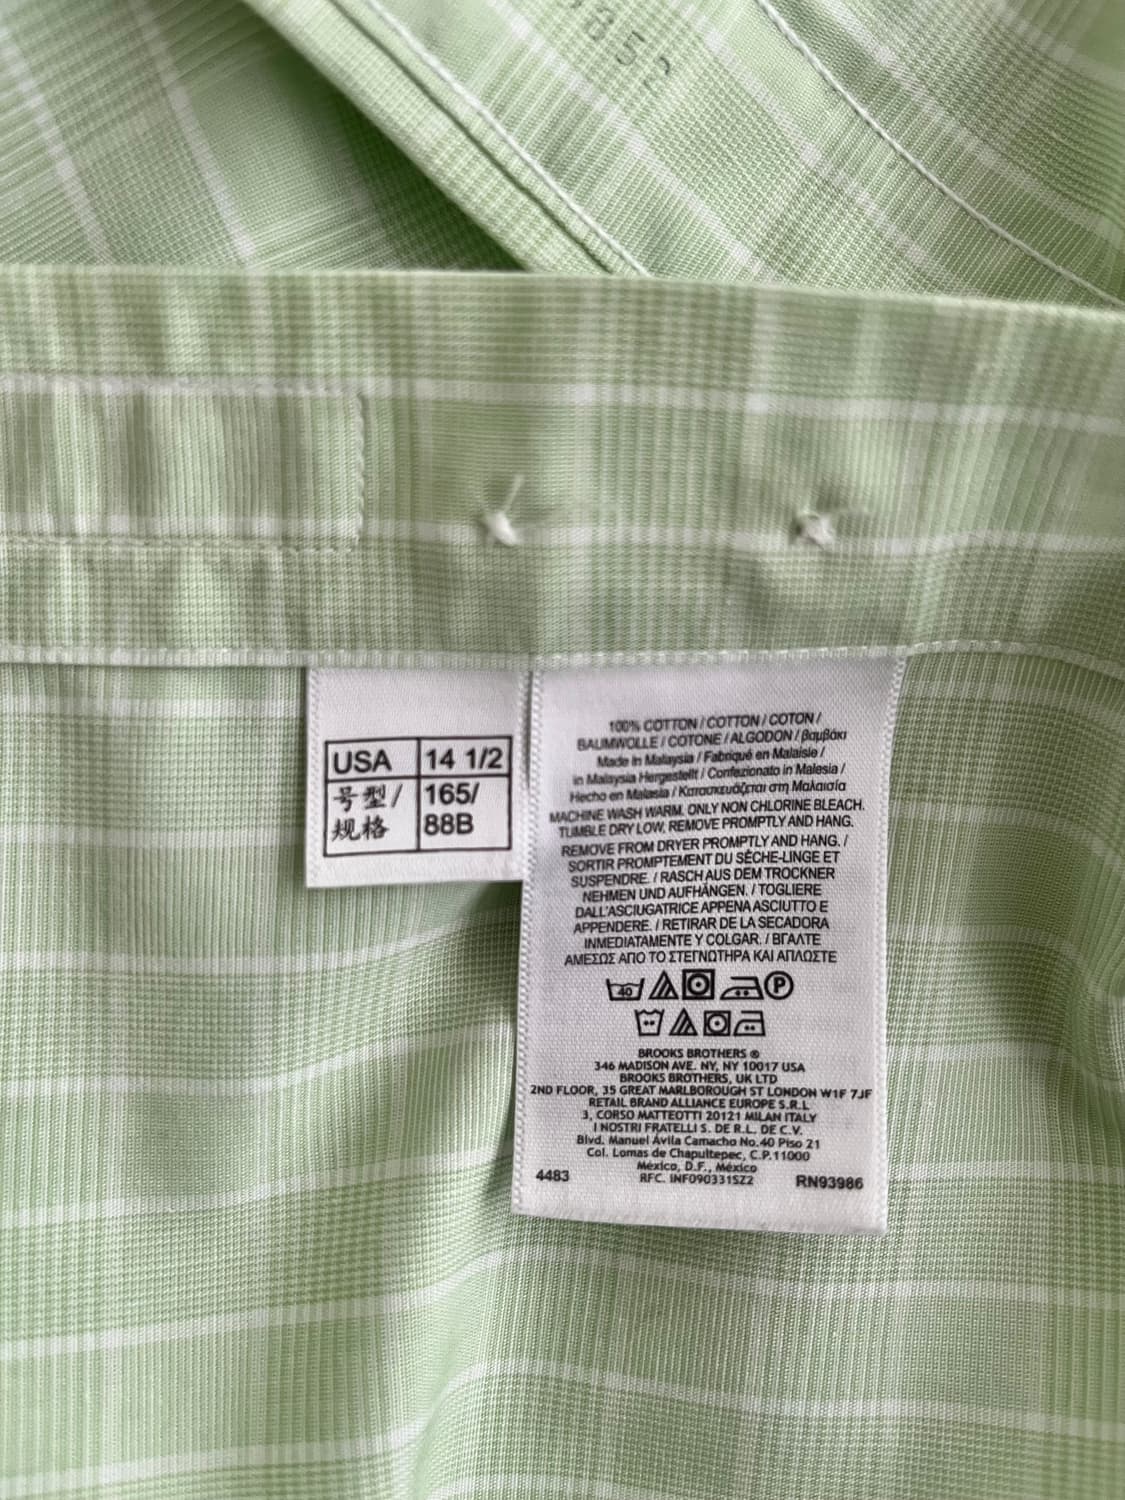 852
USA 14 1/2
号型/ 165/
规格 88B
100% COTTON / COTTON / COTON /
BAUMWOLLE / COTONE / ALGODON / βαμβάκι
Made in Malaysia / Fabriqué en Malaisie /
in Malaysia Hergestellt / Confezionato in Malesia /
Hecho en Malasia / Κατασκευάζεται στη Μαλαισία
MACHINE WASH WARM. ONLY NON CHLORINE BLEACH.
TUMBLE DRY LOW, REMOVE PROMPTLY AND HANG.
REMOVE FROM DRYER PROMPTLY AND HANG. /
SORTIR PROMPTEMENT DU SÈCHE-LINGE ET
SUSPENDRE. / RASCH AUS DEM TROCKNER
NEHMEN UND AUFHÄNGEN. / TOGLIERE
DALL'ASCIUGATRICE APPENA ASCIUTTO E
APPENDERE. / RETIRAR DE LA SECADORA
INMEDIATAMENTE Y COLGAR. / ΒΓΑΛΤΕ
ΑΜΕΣΩΣ ΑΠΟ ΤΟ ΣΤΕΓΝΩΤΗΡΑ ΚΑΙ ΑΠΛΩΣΤΕ
40 P
BROOKS BROTHERS ®
346 MADISON AVE. NY, NY 10017 USA
BROOKS BROTHERS, UK LTD
2ND FLOOR, 35 GREAT MARLBOROUGH ST LONDON W1F 7JF
RETAIL BRAND ALLIANCE EUROPE S.R.L
3, CORSO MATTEOTTI 20121 MILAN ITALY
I NOSTRI FRATELLI S. DE R.L. DE C.V.
Blvd. Manuel Ávila Camacho No.40 Piso 21
Col. Lomas de Chapultepec, C.P.11000
México, D.F., México
4483 RFC. INF090331SZ2 RN93986